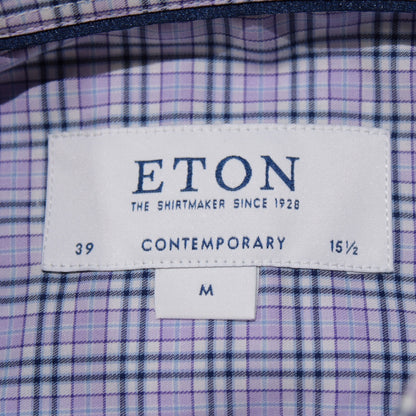 ETON
THE SHIRTMAKER SINCE 1928
39 CONTEMPORARY 15½
M